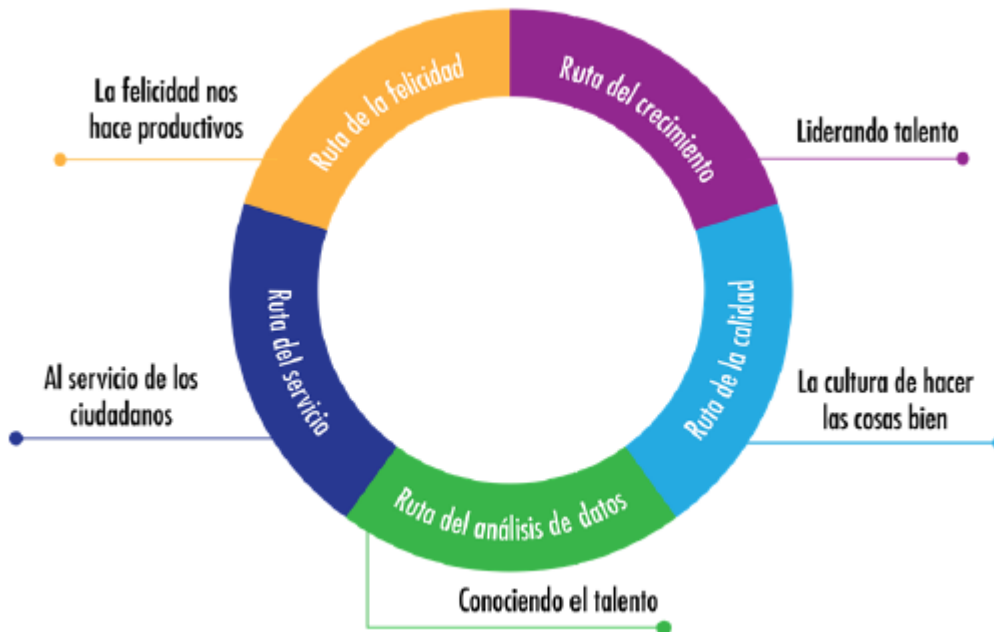 Ruta de la felicidad
Ruta del crecimiento
La felicidad nos
hace productivos
Liderando talento
Ruta del servicio
Ruta de la calidad
Al servicio de los
ciudadanos
La cultura de hacer
las cosas bien
Ruta del análisis de datos
Conociendo el talento